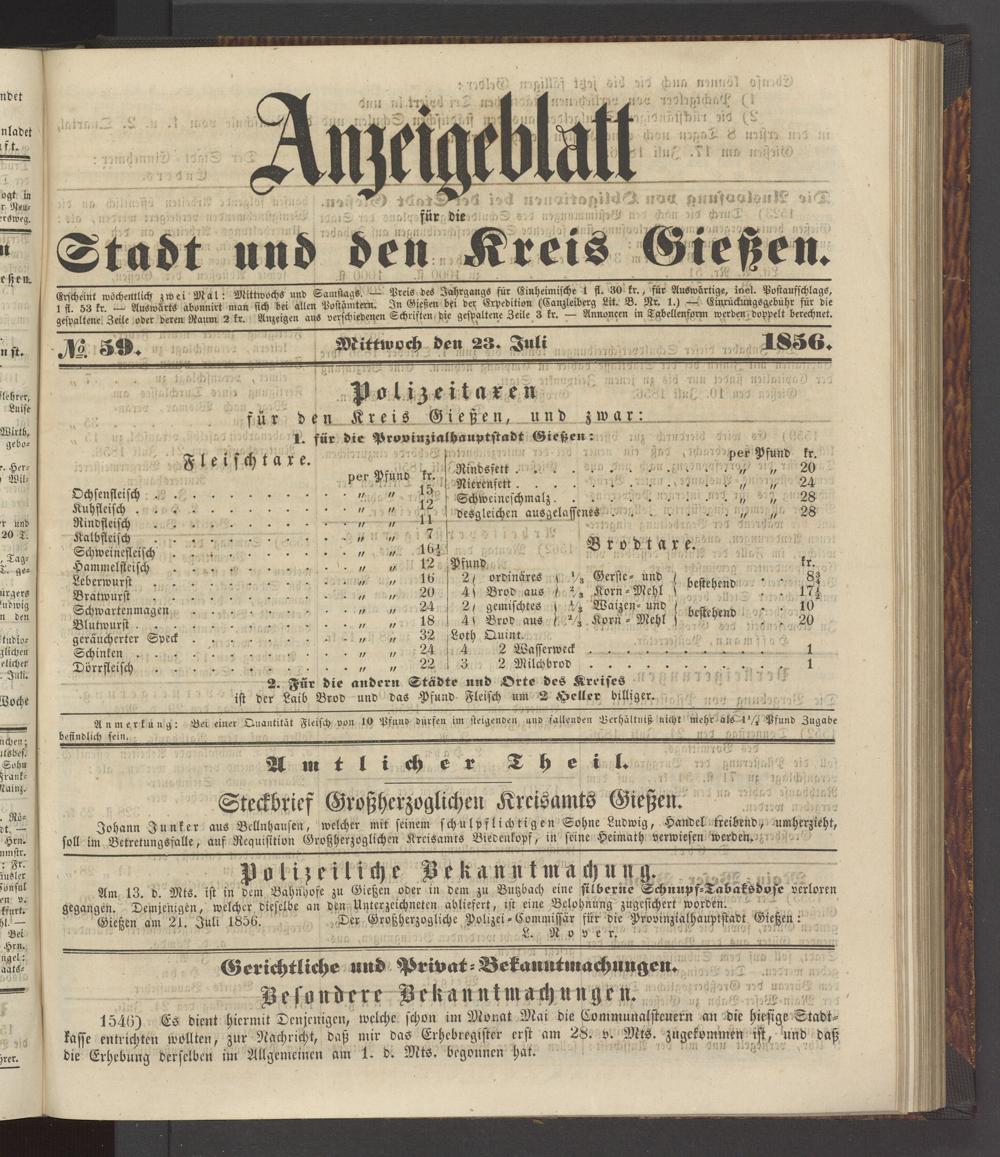 Anzeigeblatt
für die
Stadt und den Kreis Gießen.
Erscheint wöchentlich zwei Mal: Mittwochs und Samstags. — Preis des Jahrgangs für Einheimische 1 fl. 30 kr., für Auswärtige, incl. Postaufschlags,
1 fl. 53 kr. — Auswärts abonnirt man sich bei allen Postämtern. In Gießen bei der Expedition (Canzleiberg Lit. B. Nr. 1.) — Einrückungsgebühr für die
gespaltene Zeile oder deren Raum 2 kr. Anzeigen aus verschiedenen Schriften die gespaltene Zeile 3 kr. — Annoncen in Tabellenform werden doppelt berechnet.
№ 59. Mittwoch den 23. Juli 1856.
Polizeitaxen
für den Kreis Gießen, und zwar:
1. für die Provinzialhauptstadt Gießen:
Fleischtaxe.
per Pfund kr.
Ochsenfleisch . . . . . . . . . . „ „ 15
Kuhfleisch . . . . . . . . . . „ „ 12
Rindfleisch . . . . . . . . . . „ „ 11
Kalbfleisch . . . . . . . . . . „ „ 7
Schweinefleisch . . . . . . . . . . „ „ 16½
Hammelfleisch . . . . . . . . . . „ „ 12
Leberwurst . . . . . . . . . . „ „ 16
Bratwurst . . . . . . . . . . „ „ 20
Schwartenmagen . . . . . . . . . . „ „ 24
Blutwurst . . . . . . . . . . „ „ 18
geräucherter Speck . . . . . . . . . . „ „ 32
Schinken . . . . . . . . . . „ „ 24
Dörrfleisch . . . . . . . . . . „ „ 22
per Pfund kr.
Rindsfett . . . . . . . . „ „ 20
Nierenfett . . . . . . . . „ „ 24
Schweineschmalz . . . . . . . . „ „ 28
desgleichen ausgelassenes . . . . . . „ „ 28
Brodtaxe.
Pfund kr.
2 ordinäres ⅓ Gerste- und bestehend . . 8¾
4 Brod aus ⅔ Korn-Mehl 17½
2 gemischtes ⅓ Waizen- und bestehend . . 10
4 Brod aus ⅔ Korn-Mehl 20
Loth Quint.
4 2 Wasserweck . . . . . . . . . . 1
3 2 Milchbrod . . . . . . . . . . 1
2. Für die andern Städte und Orte des Kreises
ist der Laib Brod und das Pfund Fleisch um 2 Heller billiger.
Anmerkung: Bei einer Quantität Fleisch von 10 Pfund dürfen im steigenden und fallenden Verhältniß nicht mehr als 1¼ Pfund Zugabe
befindlich sein.
Amtlicher Theil.
Steckbrief Großherzoglichen Kreisamts Gießen.
Johann Junker aus Bellnhausen, welcher mit seinem schulpflichtigen Sohne Ludwig, Handel treibend, umherzieht,
soll im Betretungsfalle, auf Requisition Großherzoglichen Kreisamts Biedenkopf, in seine Heimath verwiesen werden.
Polizeiliche Bekanntmachung.
Am 13. d. Mts. ist in dem Bahnhofe zu Gießen oder in dem zu Butzbach eine silberne Schnupf-Tabaksdose verloren
gegangen. Demjenigen, welcher dieselbe an den Unterzeichneten abliefert, ist eine Belohnung zugesichert worden.
Gießen am 21. Juli 1856. Der Großherzogliche Polizei-Commissär für die Provinzialhauptstadt Gießen:
L. Nover.
Gerichtliche und Privat-Bekanntmachungen.
Besondere Bekanntmachungen.
1546) Es dient hiermit Denjenigen, welche schon im Monat Mai die Communalsteuern an die hiesige Stadt-
kasse entrichten wollten, zur Nachricht, daß mir das Erhebregister erst am 28. v. Mts. zugekommen ist, und daß
die Erhebung derselben im Allgemeinen am 1. d. Mts. begonnen hat.